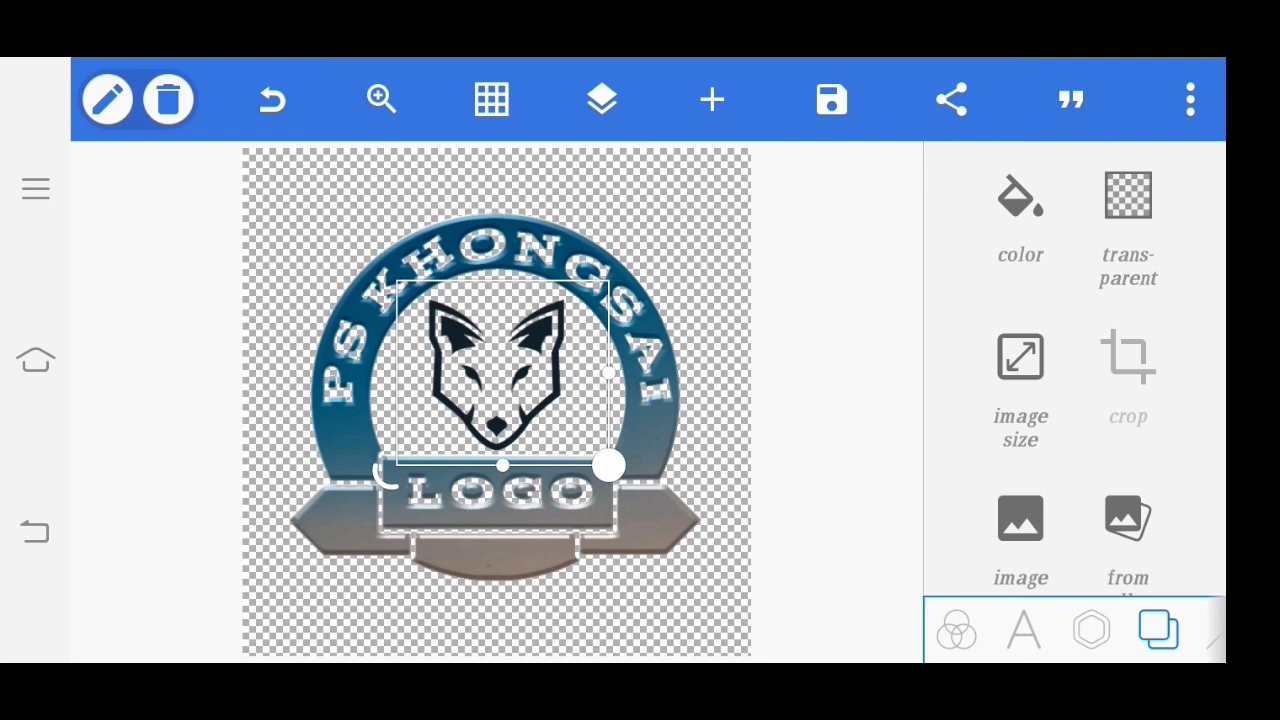 PS KHONGSAI
LOGO
color
trans-
parent
image
size
crop
image
from